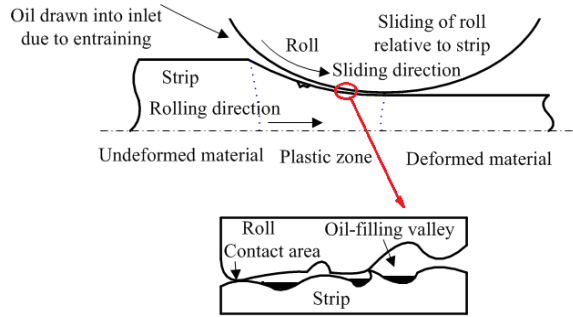 Oil drawn into inlet
due to entraining
Sliding of roll
relative to strip
Roll
Sliding direction
Strip
Rolling direction
Undeformed material
Plastic zone
Deformed material
Roll
Contact area
Oil-filling valley
Strip